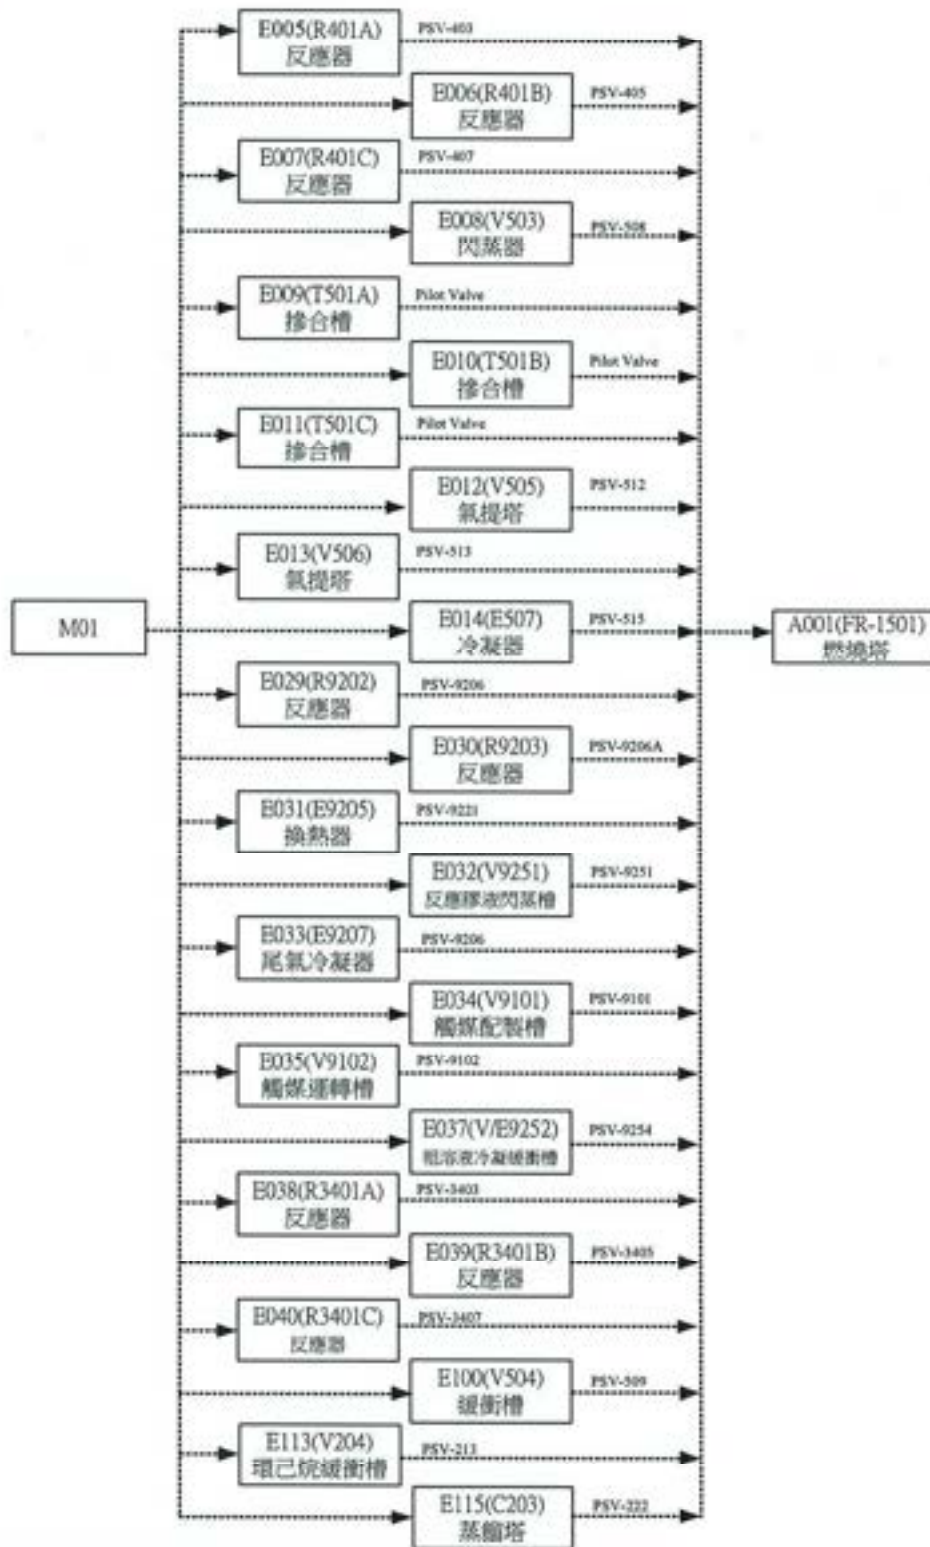 E005(R401A)
反應器
PSV-403
E006(R401B)
反應器
PSV-405
E007(R401C)
反應器
PSV-407
E008(V503)
閃蒸器
PSV-508
E009(T501A)
摻合槽
Pilot Valve
E010(T501B)
摻合槽
Pilot Valve
E011(T501C)
摻合槽
Pilot Valve
E012(V505)
氣提塔
PSV-512
E013(V506)
氣提塔
PSV-513
M01
E014(E507)
冷凝器
PSV-515
A001(FR-1501)
燃燒塔
E029(R9202)
反應器
PSV-9206
E030(R9203)
反應器
PSV-9206A
E031(E9205)
換熱器
PSV-9221
E032(V9251)
反應膠液閃蒸槽
PSV-9251
E033(E9207)
尾氣冷凝器
PSV-9206
E034(V9101)
觸媒配製槽
PSV-9101
E035(V9102)
觸媒運轉槽
PSV-9102
E037(V/E9252)
粗溶液冷凝緩衝槽
PSV-9254
E038(R3401A)
反應器
PSV-3403
E039(R3401B)
反應器
PSV-3405
E040(R3401C)
反應器
PSV-3407
E100(V504)
緩衝槽
PSV-509
E113(V204)
環己烷緩衝槽
PSV-213
E115(C203)
蒸餾塔
PSV-222